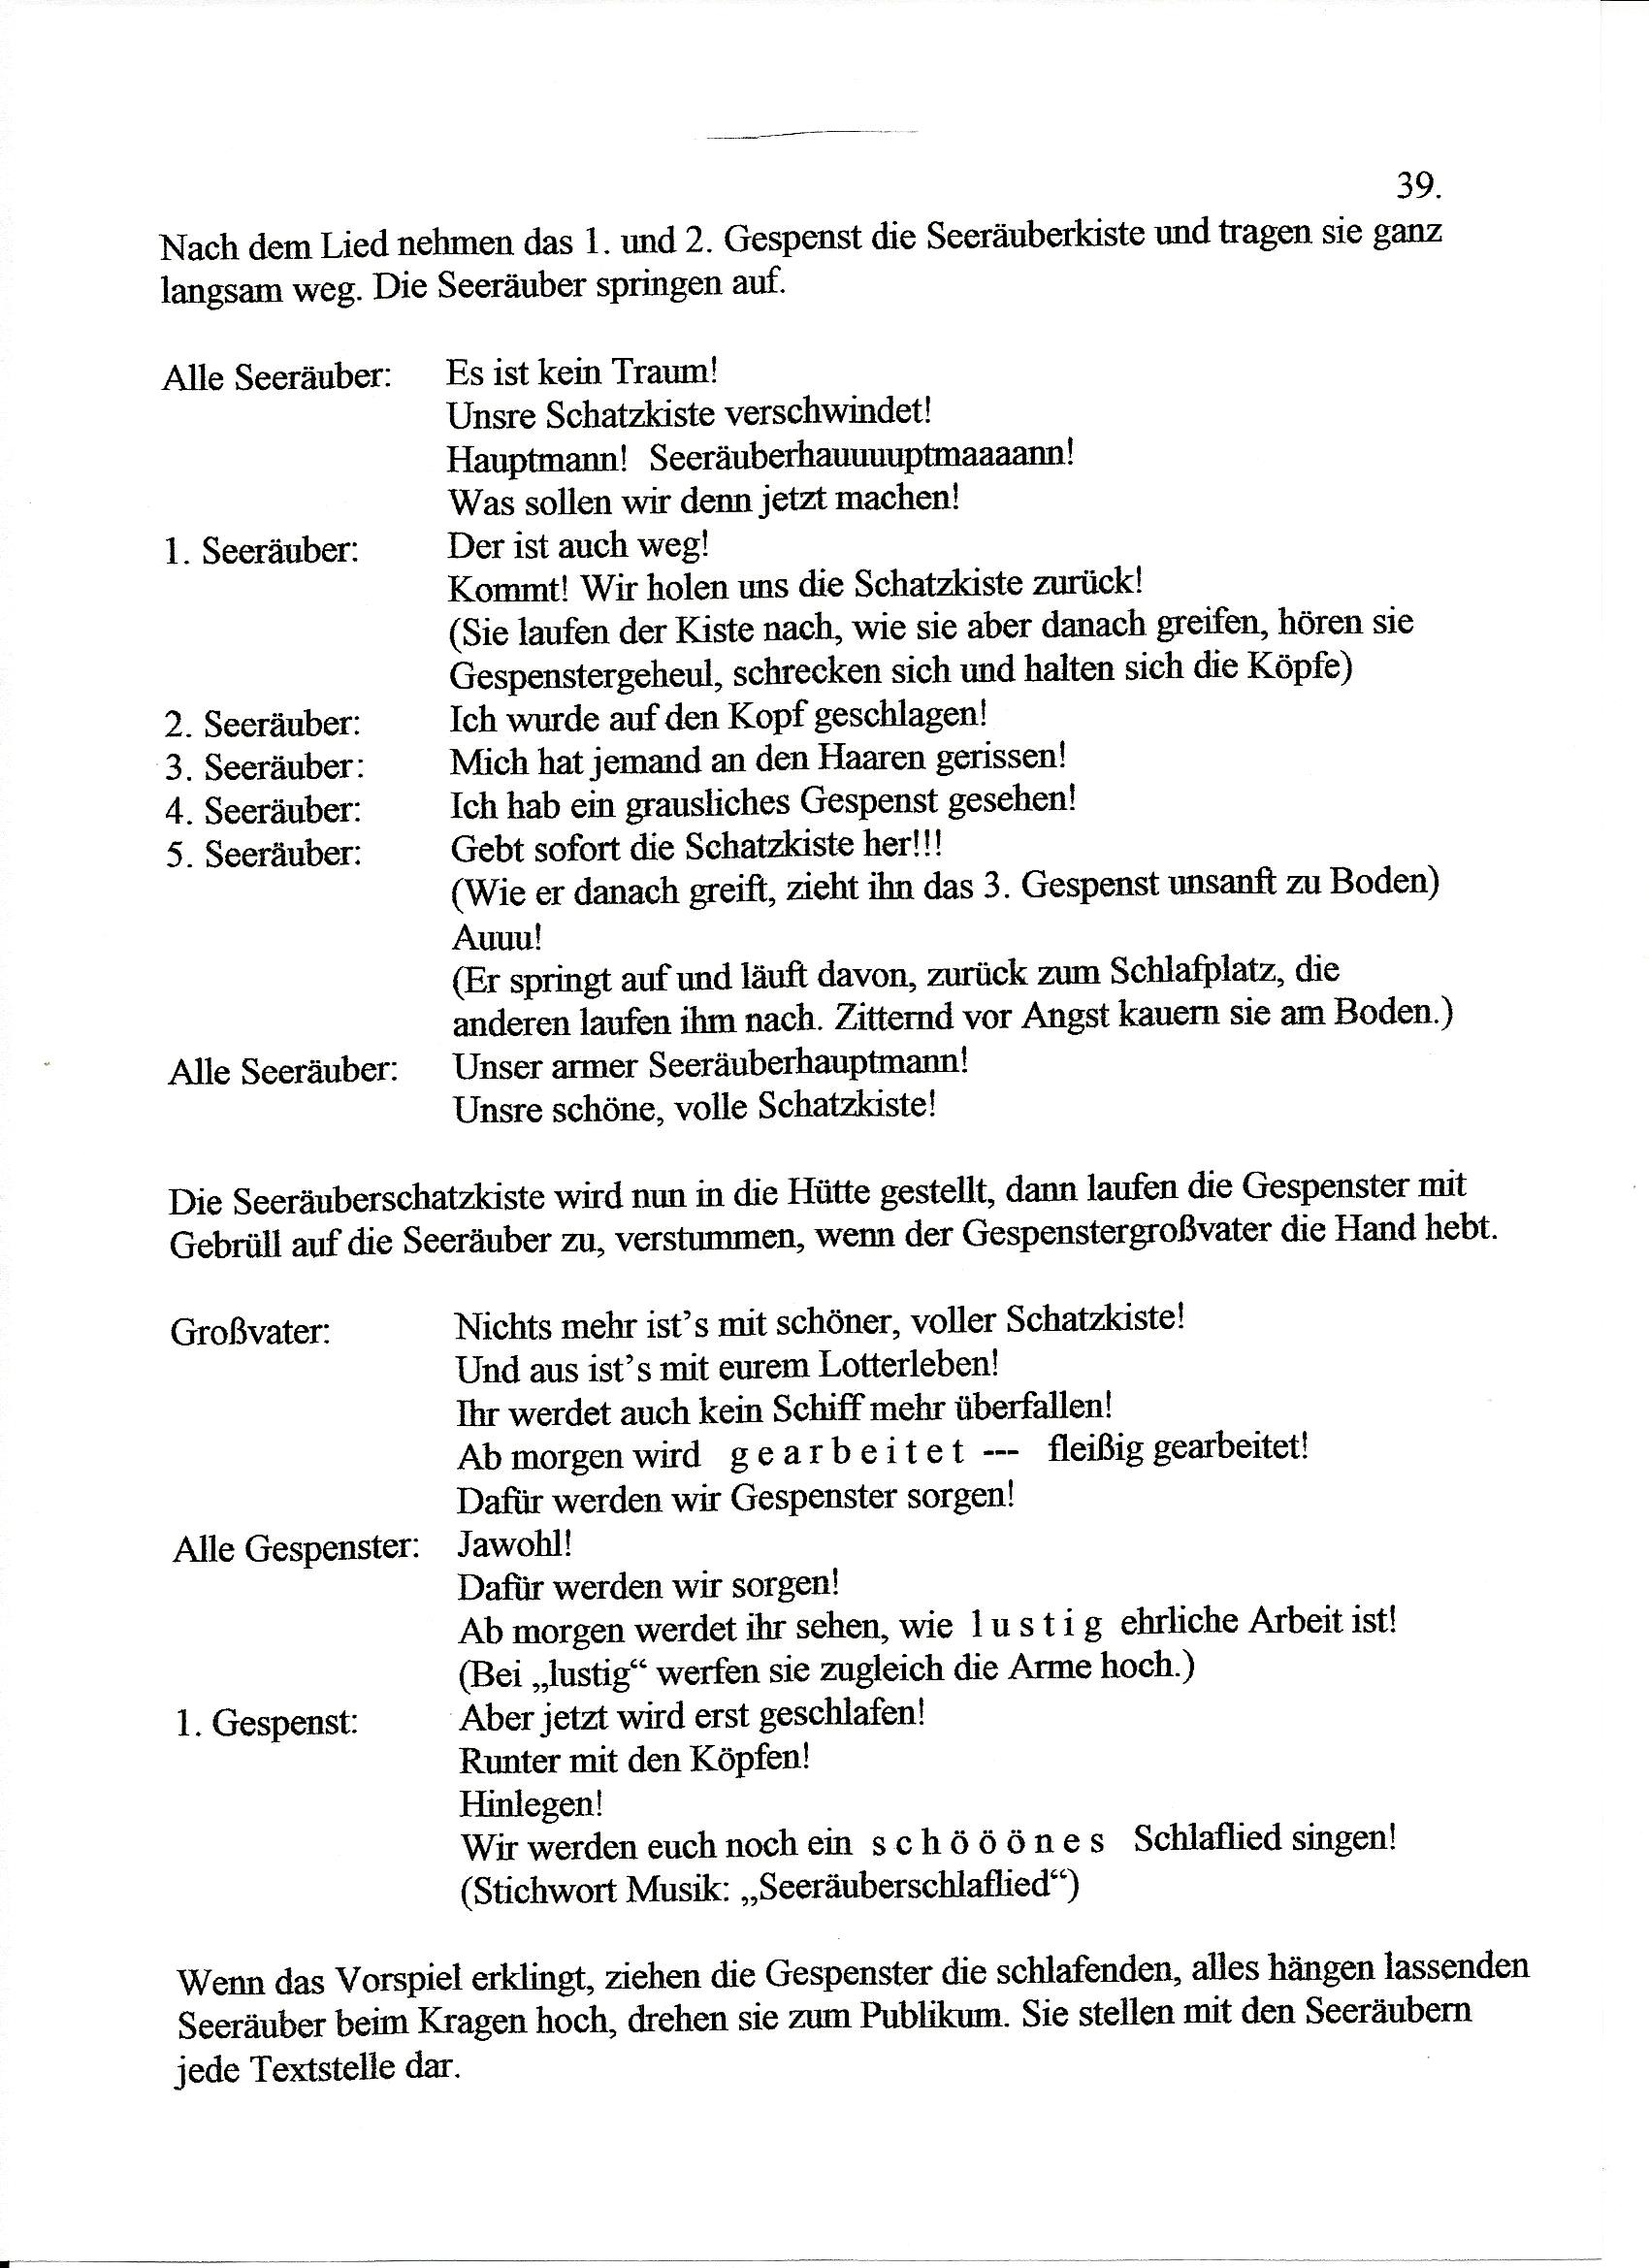 39.
Nach dem Lied nehmen das 1. und 2. Gespenst die Seeräuberkiste und tragen sie ganz
langsam weg. Die Seeräuber springen auf.
Alle Seeräuber: Es ist kein Traum!
Unsre Schatzkiste verschwindet!
Hauptmann! Seeräuberhauuuuptmaaaann!
Was sollen wir denn jetzt machen!
1. Seeräuber: Der ist auch weg!
Kommt! Wir holen uns die Schatzkiste zurück!
(Sie laufen der Kiste nach, wie sie aber danach greifen, hören sie
Gespenstergeheul, schrecken sich und halten sich die Köpfe)
2. Seeräuber: Ich wurde auf den Kopf geschlagen!
3. Seeräuber: Mich hat jemand an den Haaren gerissen!
4. Seeräuber: Ich hab ein grausliches Gespenst gesehen!
5. Seeräuber: Gebt sofort die Schatzkiste her!!!
(Wie er danach greift, zieht ihn das 3. Gespenst unsanft zu Boden)
Auuu!
(Er springt auf und läuft davon, zurück zum Schlafplatz, die
anderen laufen ihm nach. Zitternd vor Angst kauern sie am Boden.)
Alle Seeräuber: Unser armer Seeräuberhauptmann!
Unsre schöne, volle Schatzkiste!
Die Seeräuberschatzkiste wird nun in die Hütte gestellt, dann laufen die Gespenster mit
Gebrüll auf die Seeräuber zu, verstummen, wenn der Gespenstergroßvater die Hand hebt.
Großvater: Nichts mehr ist's mit schöner, voller Schatzkiste!
Und aus ist's mit eurem Lotterleben!
Ihr werdet auch kein Schiff mehr überfallen!
Ab morgen wird g e a r b e i t e t --- fleißig gearbeitet!
Dafür werden wir Gespenster sorgen!
Alle Gespenster: Jawohl!
Dafür werden wir sorgen!
Ab morgen werdet ihr sehen, wie l u s t i g ehrliche Arbeit ist!
(Bei „lustig“ werfen sie zugleich die Arme hoch.)
1. Gespenst: Aber jetzt wird erst geschlafen!
Runter mit den Köpfen!
Hinlegen!
Wir werden euch noch ein s c h ö ö ö n e s Schlaflied singen!
(Stichwort Musik: „Seeräuberschlaflied“)
Wenn das Vorspiel erklingt, ziehen die Gespenster die schlafenden, alles hängen lassenden
Seeräuber beim Kragen hoch, drehen sie zum Publikum. Sie stellen mit den Seeräubern
jede Textstelle dar.